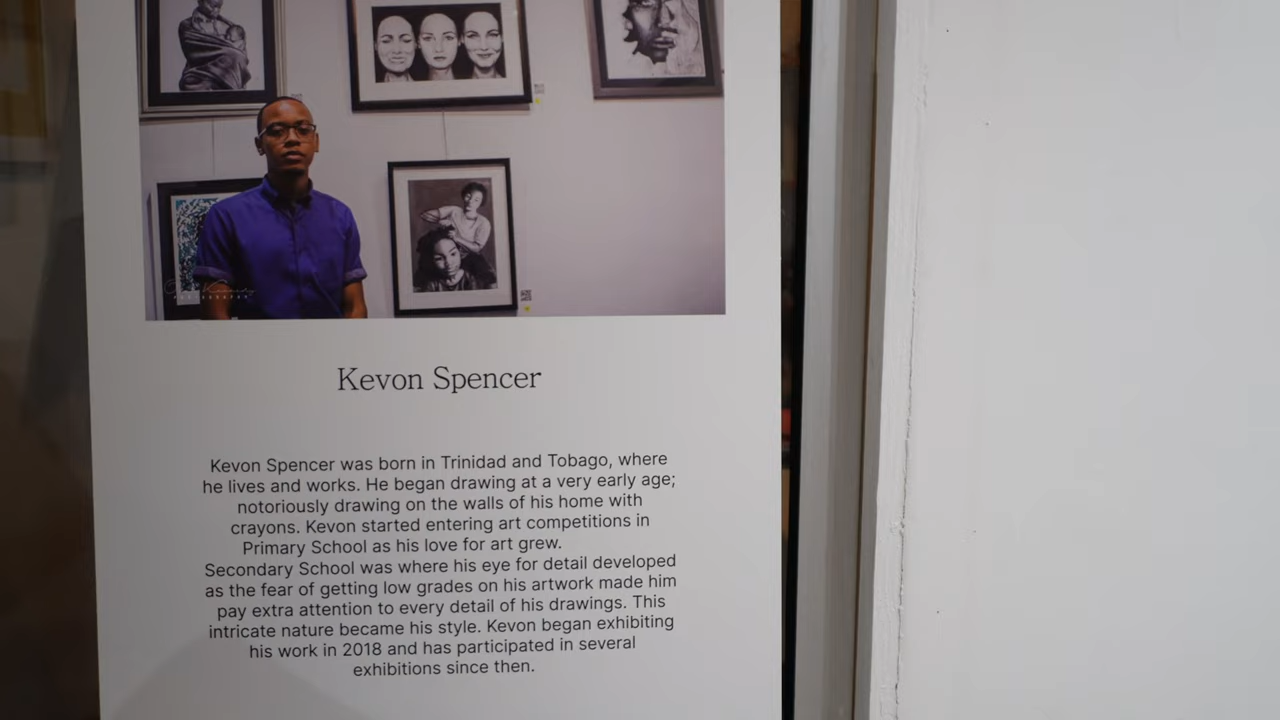 Kevon Spencer
Kevon Spencer was born in Trinidad and Tobago, where
he lives and works. He began drawing at a very early age;
notoriously drawing on the walls of his home with
crayons. Kevon started entering art competitions in
Primary School as his love for art grew.
Secondary School was where his eye for detail developed
as the fear of getting low grades on his artwork made him
pay extra attention to every detail of his drawings. This
intricate nature became his style. Kevon began exhibiting
his work in 2018 and has participated in several
exhibitions since then.